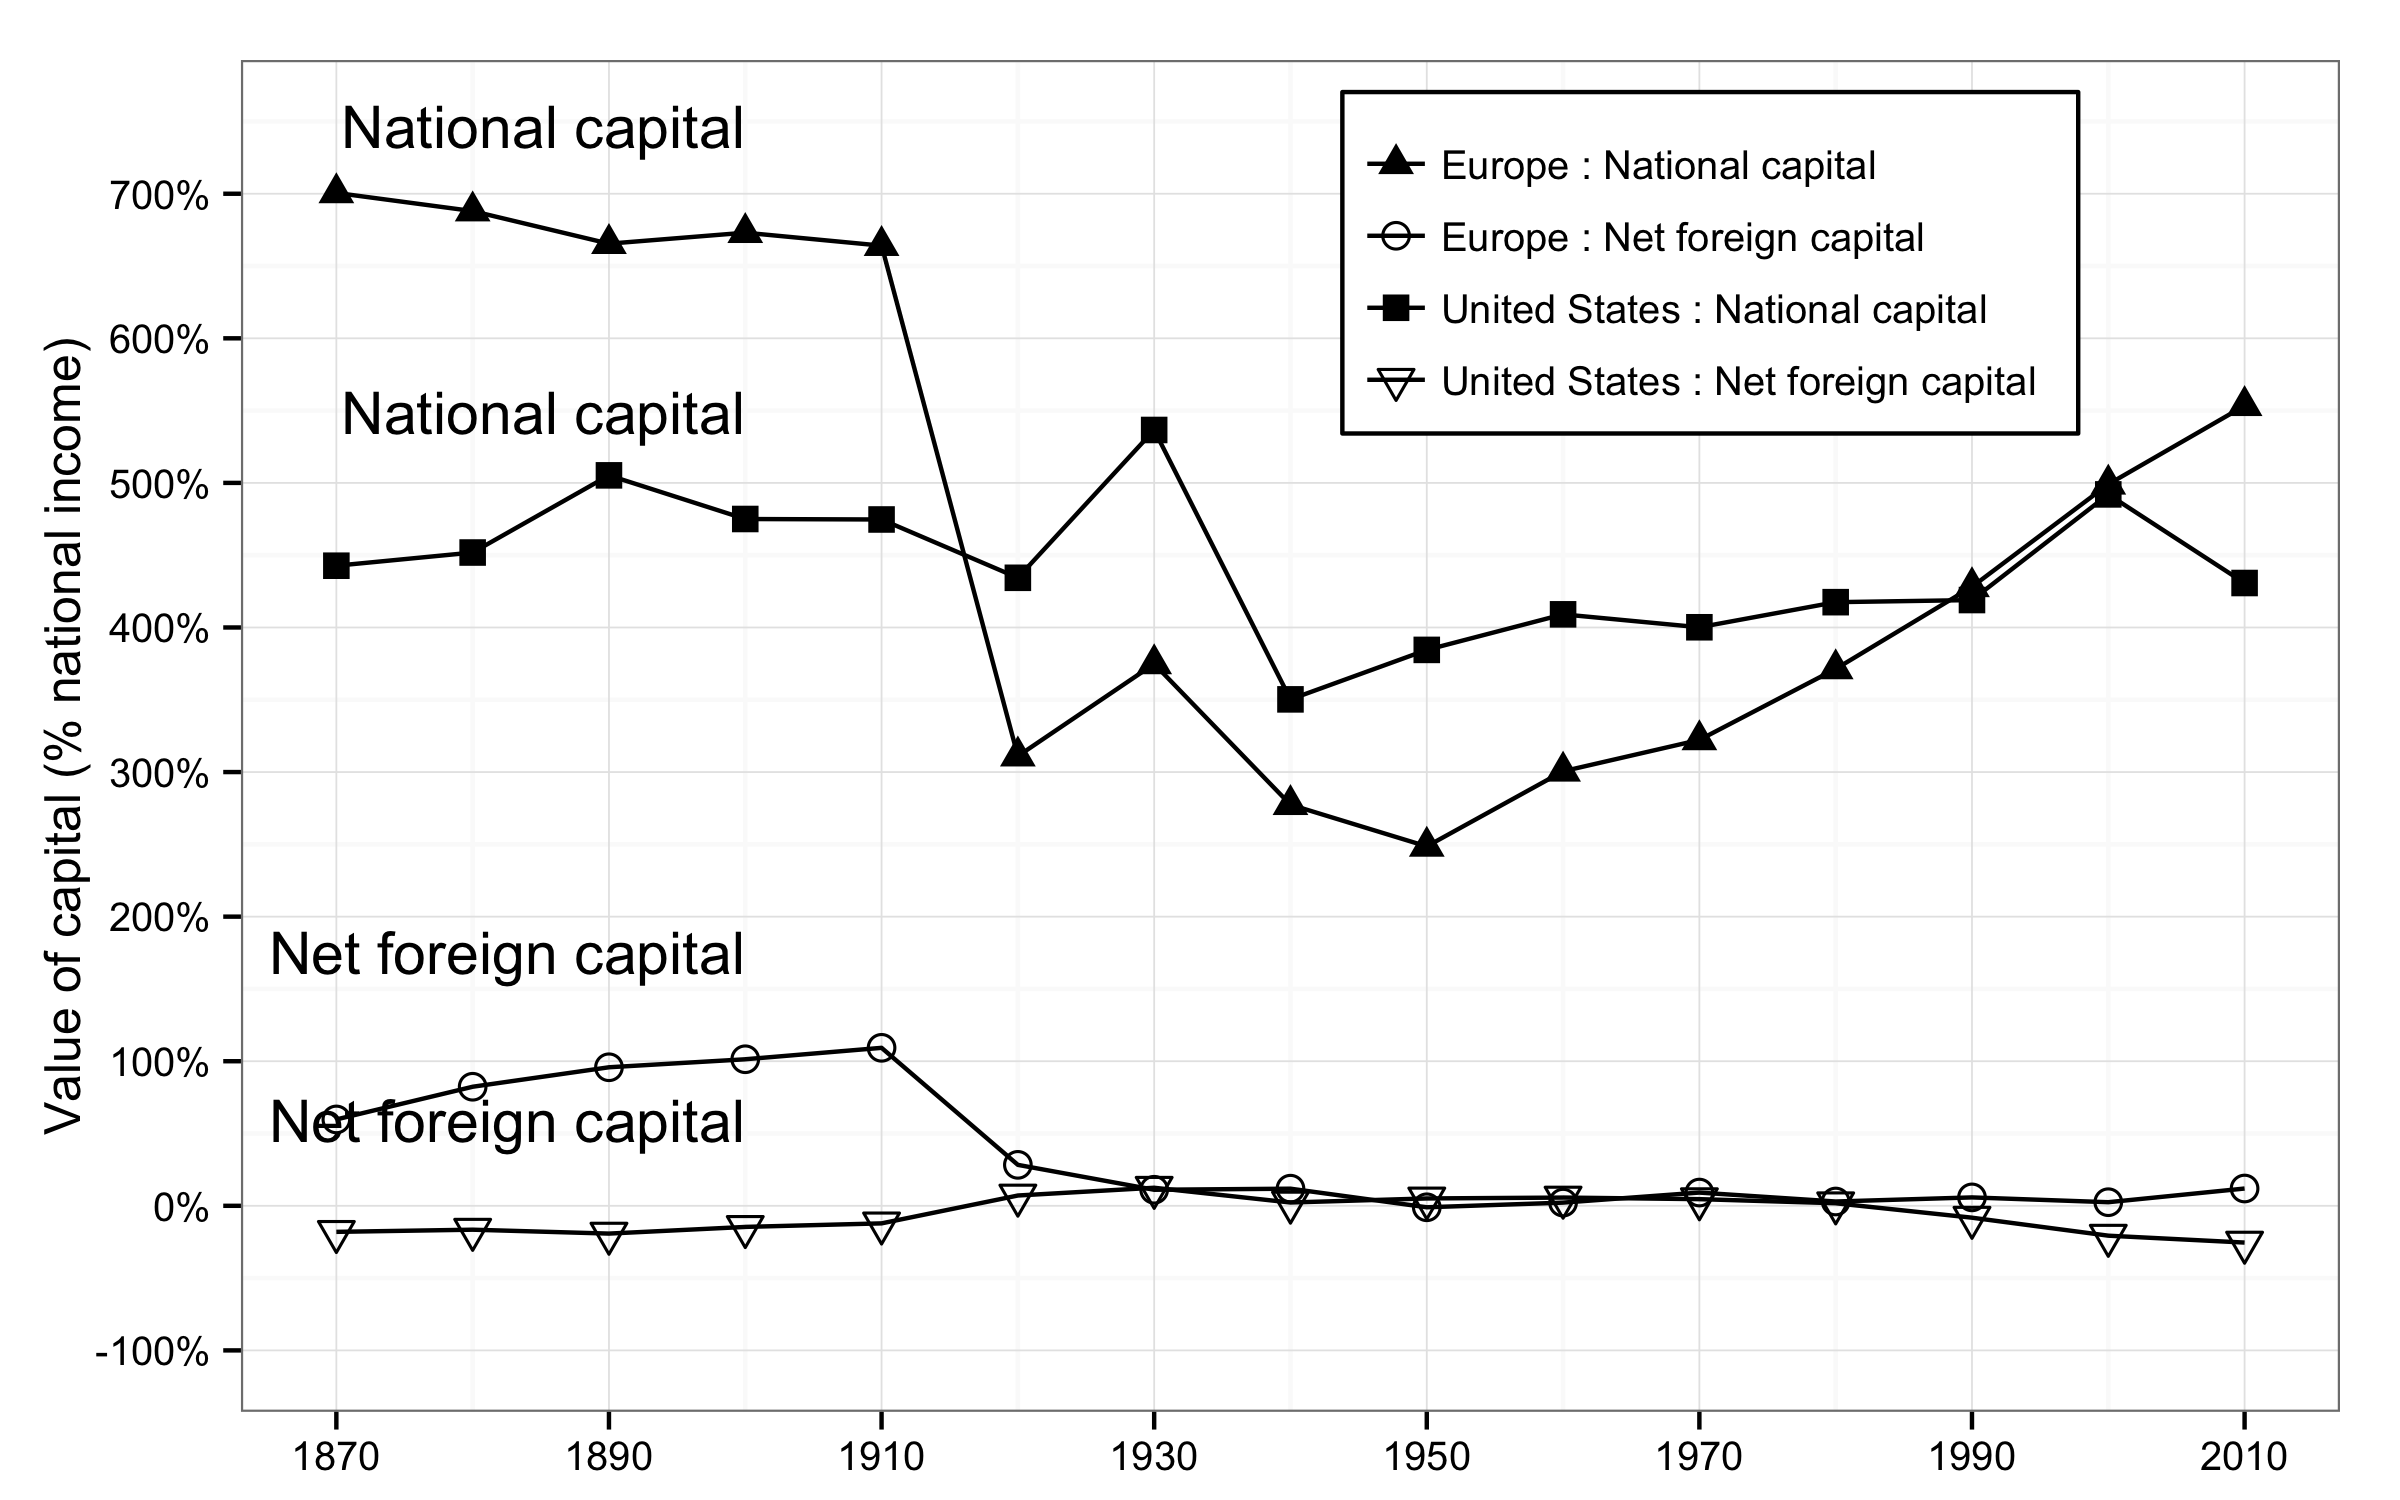 National capital
National capital
Net foreign capital
Net foreign capital
Europe : National capital
Europe : Net foreign capital
United States : National capital
United States : Net foreign capital
Value of capital (% national income)
700%
600%
500%
400%
300%
200%
100%
0%
-100%
1870 1890 1910 1930 1950 1970 1990 2010